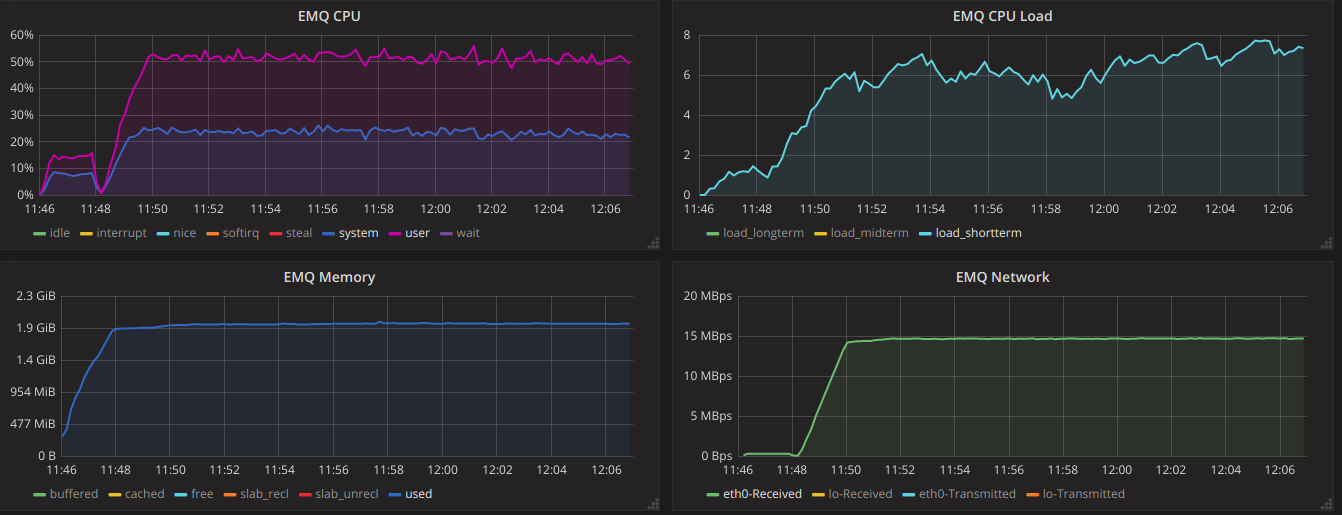 EMQ CPU
60%
50%
40%
30%
20%
10%
0%
11:46 11:48 11:50 11:52 11:54 11:56 11:58 12:00 12:02 12:04 12:06
idle interrupt nice softirq steal system user wait
EMQ CPU Load
8
6
4
2
0
11:46 11:48 11:50 11:52 11:54 11:56 11:58 12:00 12:02 12:04 12:06
load_longterm load_midterm load_shortterm
EMQ Memory
2.3 GiB
1.9 GiB
1.4 GiB
954 MiB
477 MiB
0 B
11:46 11:48 11:50 11:52 11:54 11:56 11:58 12:00 12:02 12:04 12:06
buffered cached free slab_recl slab_unrecl used
EMQ Network
20 MBps
15 MBps
10 MBps
5 MBps
0 Bps
11:46 11:48 11:50 11:52 11:54 11:56 11:58 12:00 12:02 12:04 12:06
eth0-Received lo-Received eth0-Transmitted lo-Transmitted